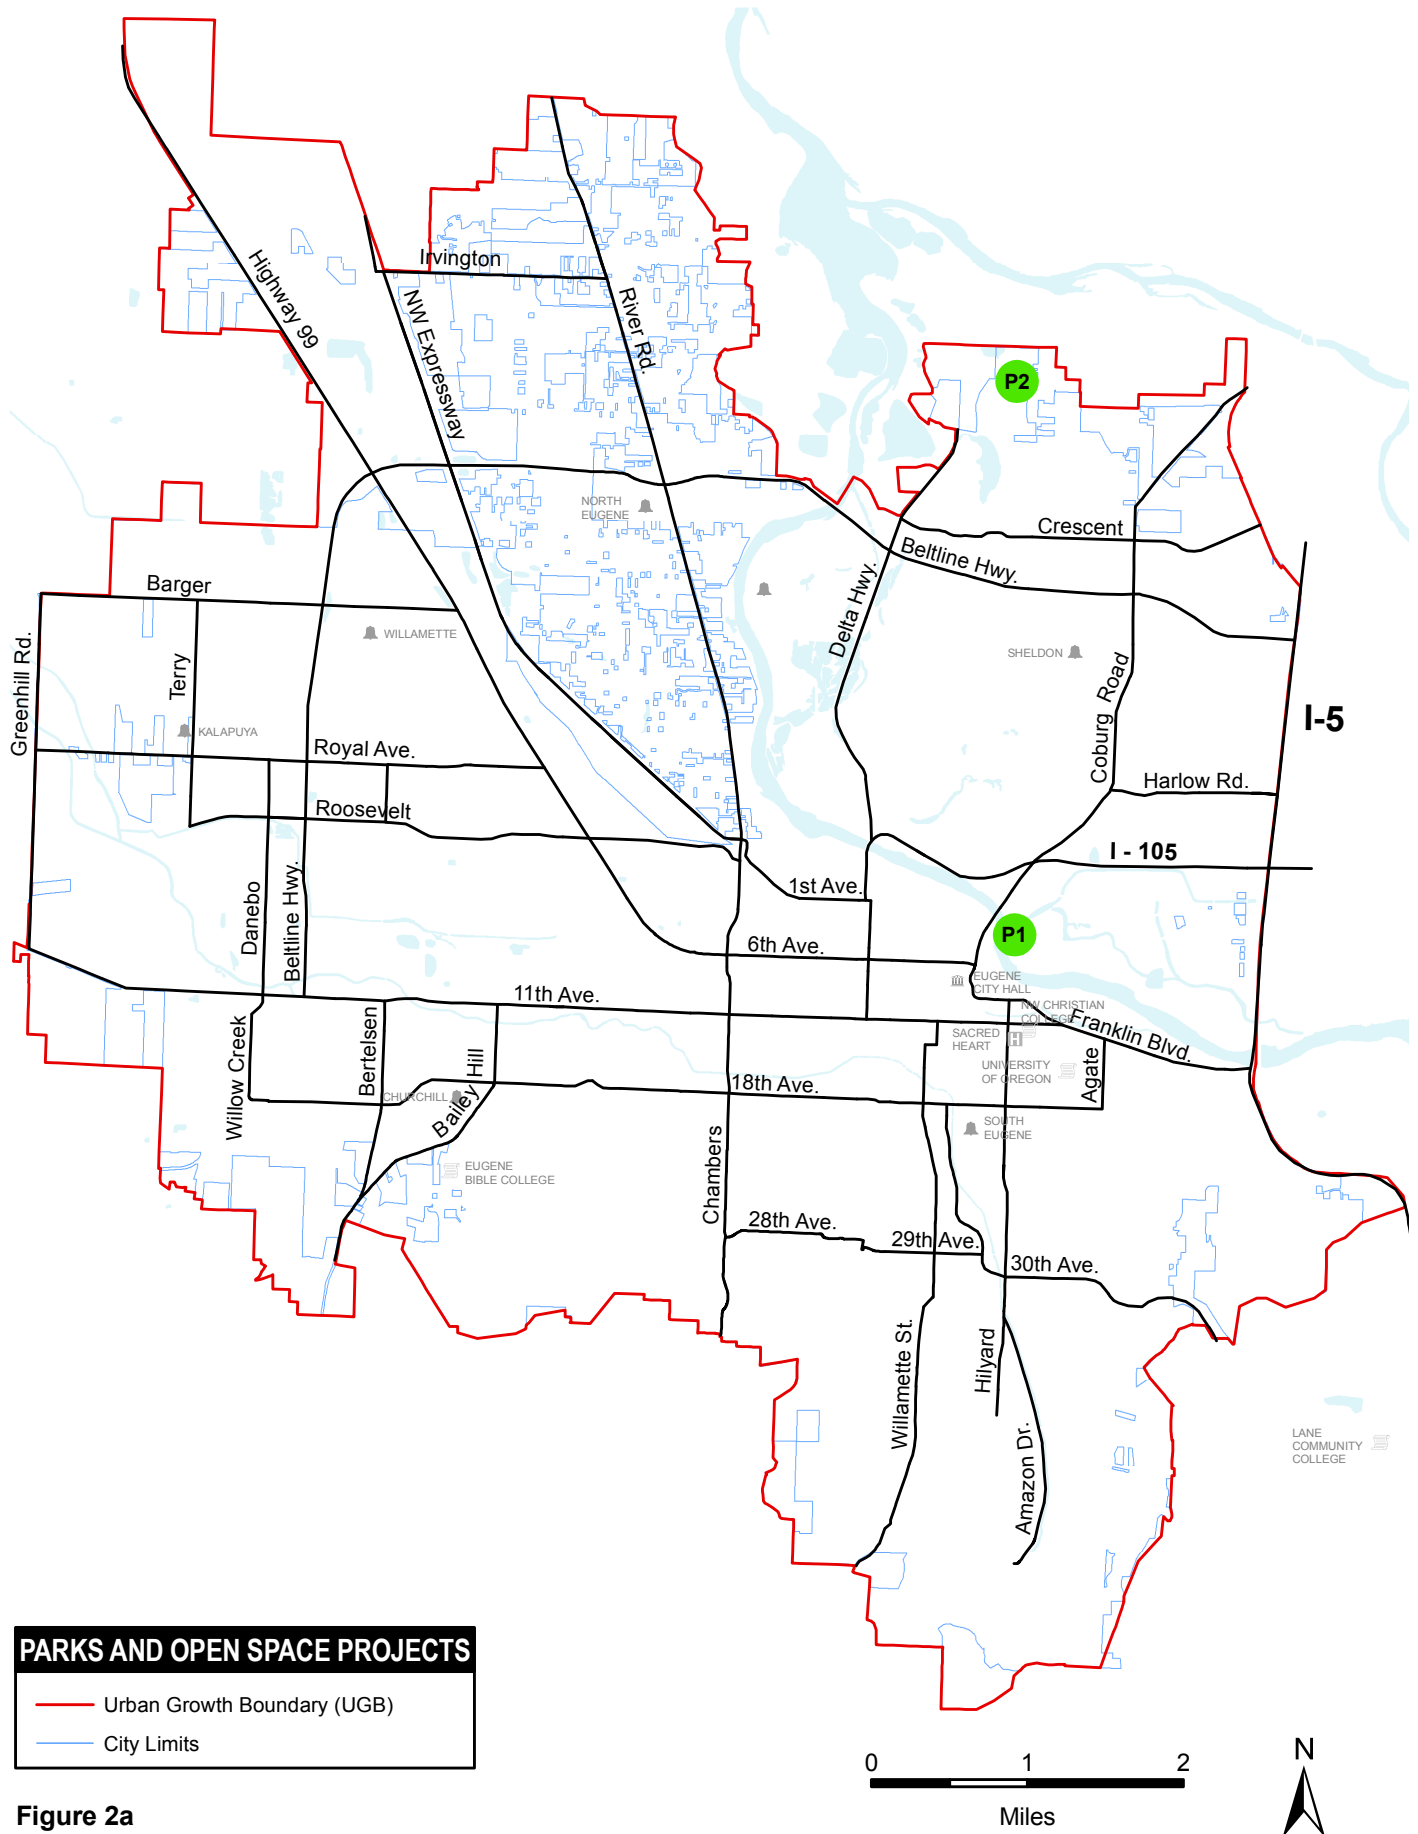 Irvington
Highway 99
NW Expressway
River Rd.
P2
NORTH
EUGENE
Crescent
Beltline Hwy.
Delta Hwy.
Barger
WILLAMETTE
SHELDON
Greenhill Rd.
Terry
KALAPUYA
Coburg Road
I-5
Royal Ave.
Roosevelt
Harlow Rd.
I - 105
1st Ave.
Danebo
Beltline Hwy.
P1
6th Ave.
EUGENE
CITY HALL
11th Ave.
NW CHRISTIAN
COLLEGE
Franklin Blvd.
SACRED
HEART
H
UNIVERSITY
OF OREGON
Agate
Willow Creek
Bertelsen
Bailey Hill
CHURCHILL
18th Ave.
SOUTH
EUGENE
EUGENE
BIBLE COLLEGE
Chambers
28th Ave.
29th Ave.
30th Ave.
Willamette St.
Hilyard
Amazon Dr.
LANE
COMMUNITY
COLLEGE
PARKS AND OPEN SPACE PROJECTS
Urban Growth Boundary (UGB)
City Limits
0 1 2
Miles
N
Figure 2a